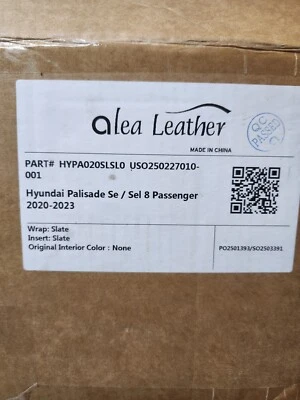 alea Leather
MADE IN CHINA
QC
PASSED
PART# HYPA020SLSL0 USO250227010-
001
Hyundai Palisade Se / Sel 8 Passenger
2020-2023
Wrap: Slate
Insert: Slate
Original Interior Color : None
PO2501393/SO2503391